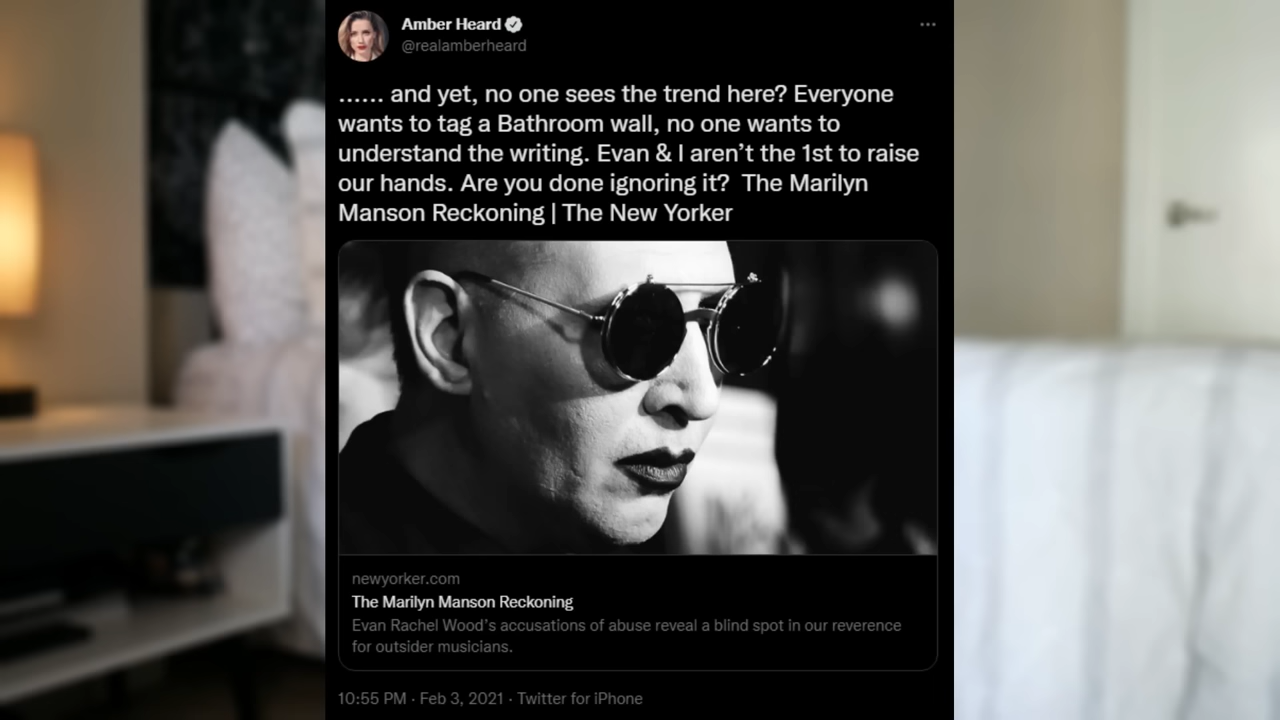 Amber Heard
@realamberheard
...... and yet, no one sees the trend here? Everyone
wants to tag a Bathroom wall, no one wants to
understand the writing. Evan & I aren’t the 1st to raise
our hands. Are you done ignoring it?  The Marilyn
Manson Reckoning | The New Yorker
newyorker.com
The Marilyn Manson Reckoning
Evan Rachel Wood’s accusations of abuse reveal a blind spot in our reverence
for outsider musicians.
10:55 PM · Feb 3, 2021 · Twitter for iPhone